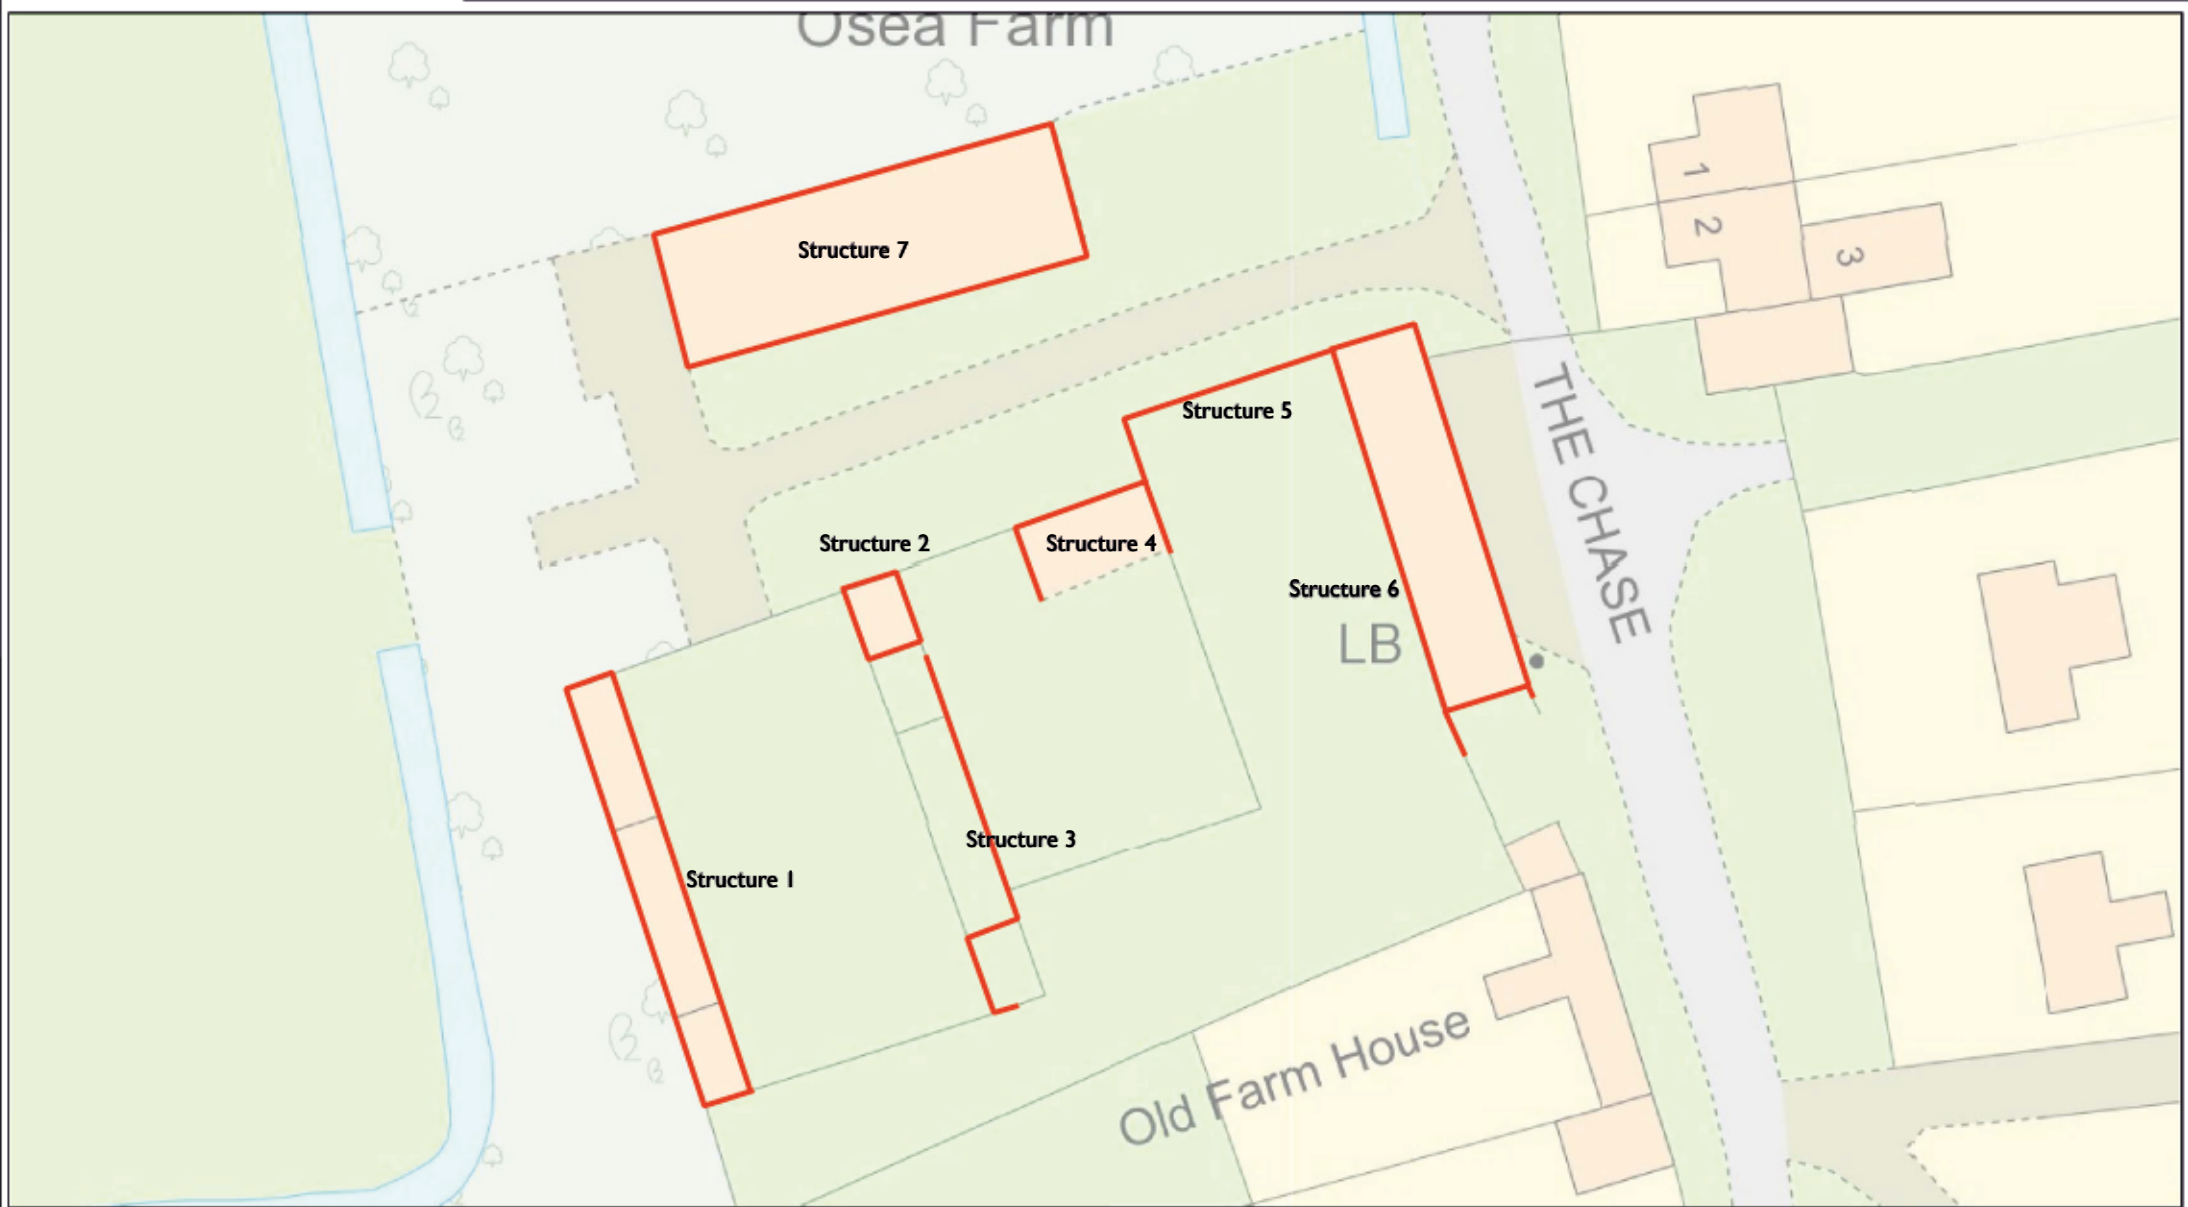 Osea Farm
1
2
3
Structure 7
THE CHASE
Structure 5
Structure 2
Structure 4
Structure 6
LB
Structure 3
Structure 1
Old Farm House